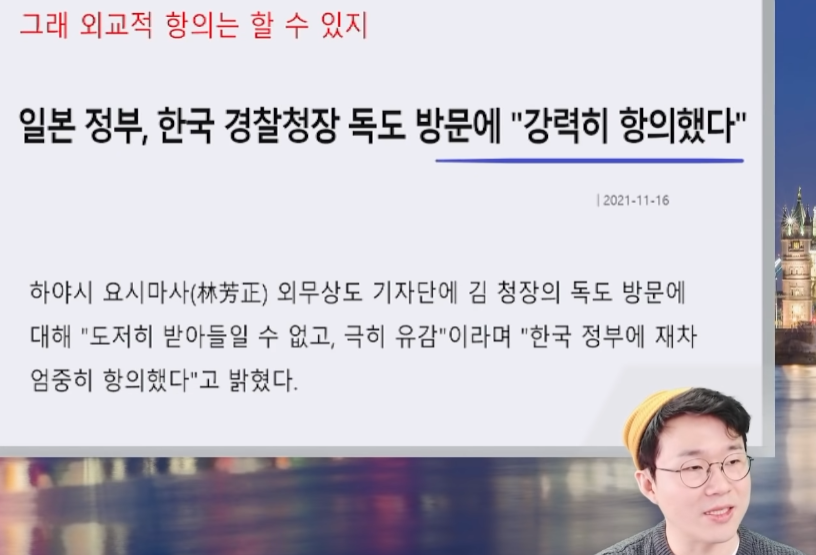 그래 외교적 항의는 할 수 있지
일본 정부, 한국 경찰청장 독도 방문에 "강력히 항의했다"
| 2021-11-16
하야시 요시마사(林芳正) 외무상도 기자단에 김 청장의 독도 방문에
대해 "도저히 받아들일 수 없고, 극히 유감"이라며 "한국 정부에 재차
엄중히 항의했다"고 밝혔다.